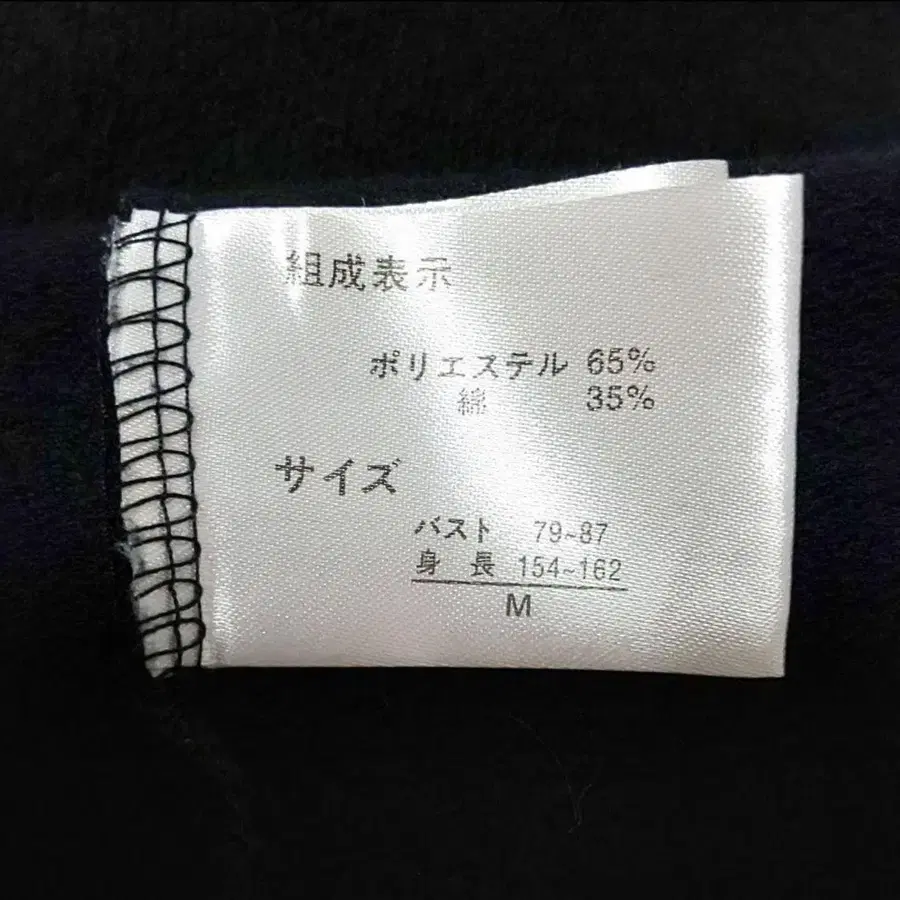 組成表示
ポリエステル 65%
綿 35%
サイズ
バスト 79~87
身長 154~162
M